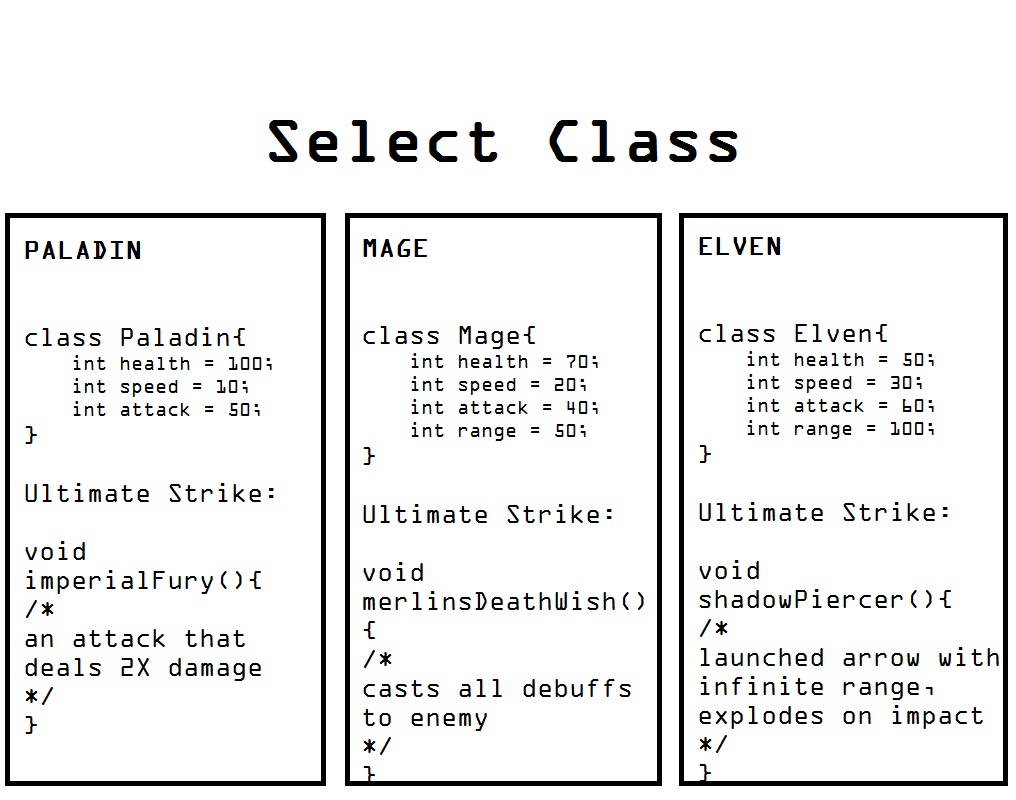 Select Class
PALADIN
class Paladin{
int health = 100;
int speed = 10;
int attack = 50;
}
Ultimate Strike:
void
imperialFury(){
/*
an attack that
deals 2X damage
*/
}
MAGE
class Mage{
int health = 70;
int speed = 20;
int attack = 40;
int range = 50;
}
Ultimate Strike:
void
merlinsDeathWish()
{
/*
casts all debuffs
to enemy
*/
}
ELVEN
class Elven{
int health = 50;
int speed = 30;
int attack = 60;
int range = 100;
}
Ultimate Strike:
void
shadowPiercer(){
/*
launched arrow with
infinite range,
explodes on impact
*/
}